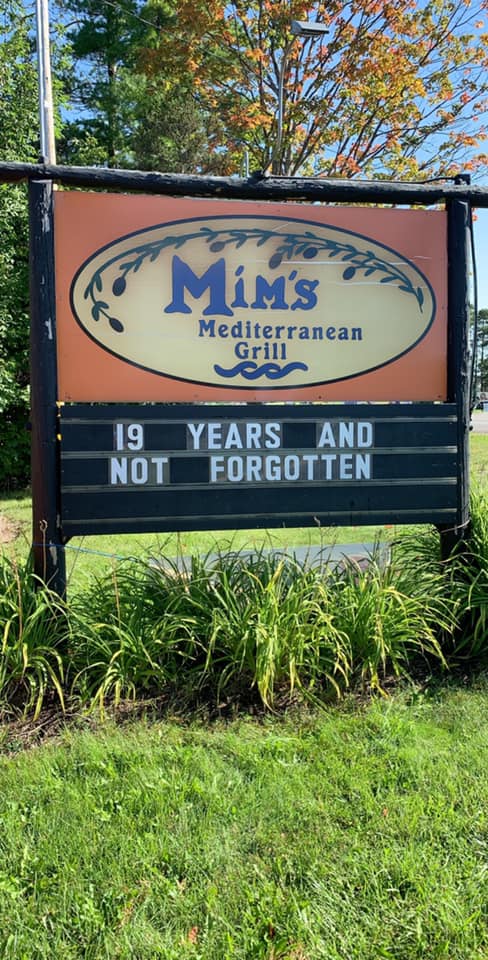 Mim's
Mediterranean
Grill
19 YEARS AND
NOT FORGOTTEN